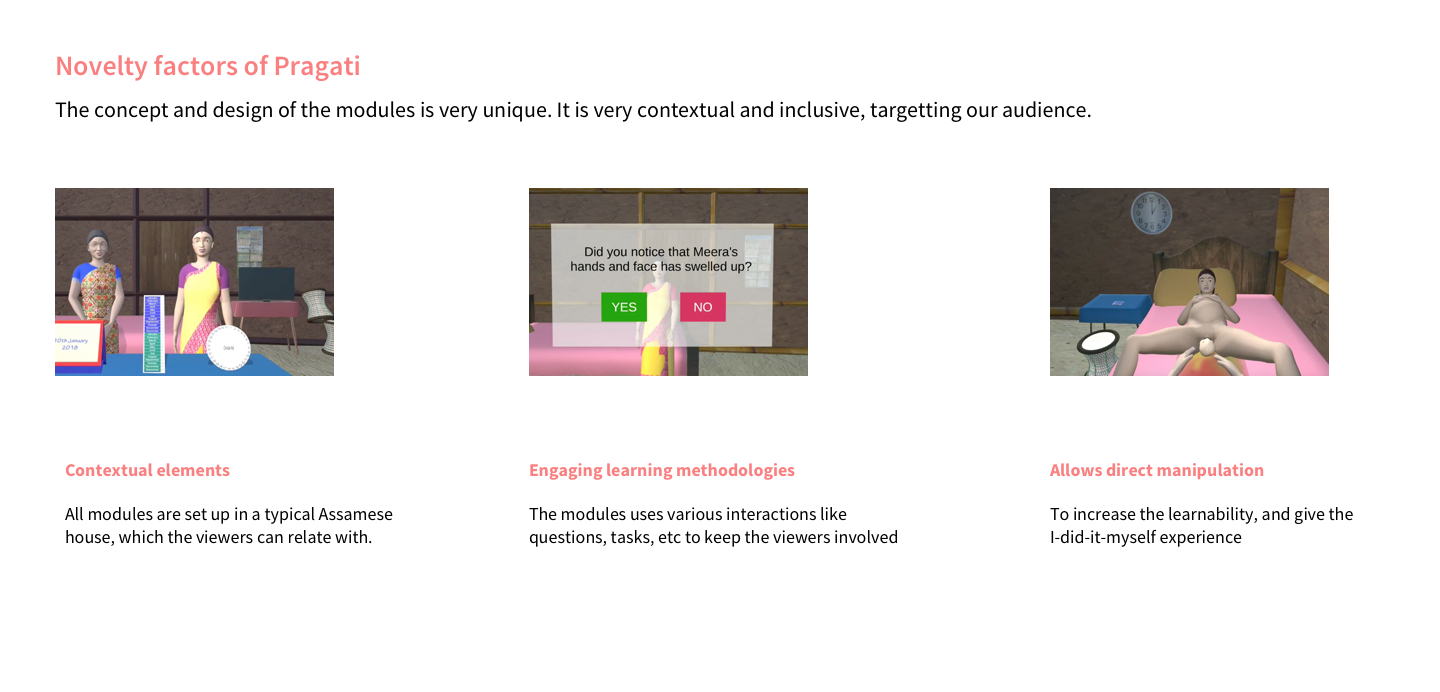 Novelty factors of Pragati
The concept and design of the modules is very unique. It is very contextual and inclusive, targetting our audience.
10th January
2018
Did you notice that Meera's
hands and face has swelled up?
YES
NO
Contextual elements
All modules are set up in a typical Assamese
house, which the viewers can relate with.
Engaging learning methodologies
The modules uses various interactions like
questions, tasks, etc to keep the viewers involved
Allows direct manipulation
To increase the learnability, and give the
I-did-it-myself experience